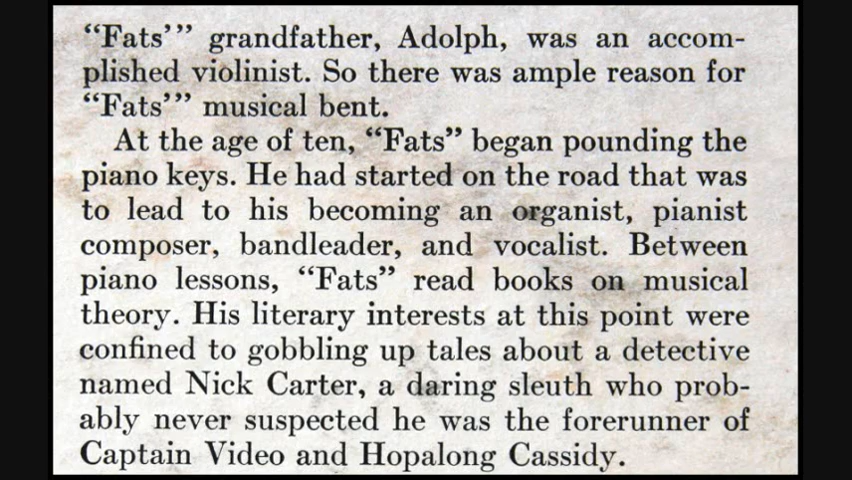 “Fats’” grandfather, Adolph, was an accom-
plished violinist. So there was ample reason for
“Fats’” musical bent.
At the age of ten, “Fats” began pounding the
piano keys. He had started on the road that was
to lead to his becoming an organist, pianist
composer, bandleader, and vocalist. Between
piano lessons, “Fats” read books on musical
theory. His literary interests at this point were
confined to gobbling up tales about a detective
named Nick Carter, a daring sleuth who prob-
ably never suspected he was the forerunner of
Captain Video and Hopalong Cassidy.